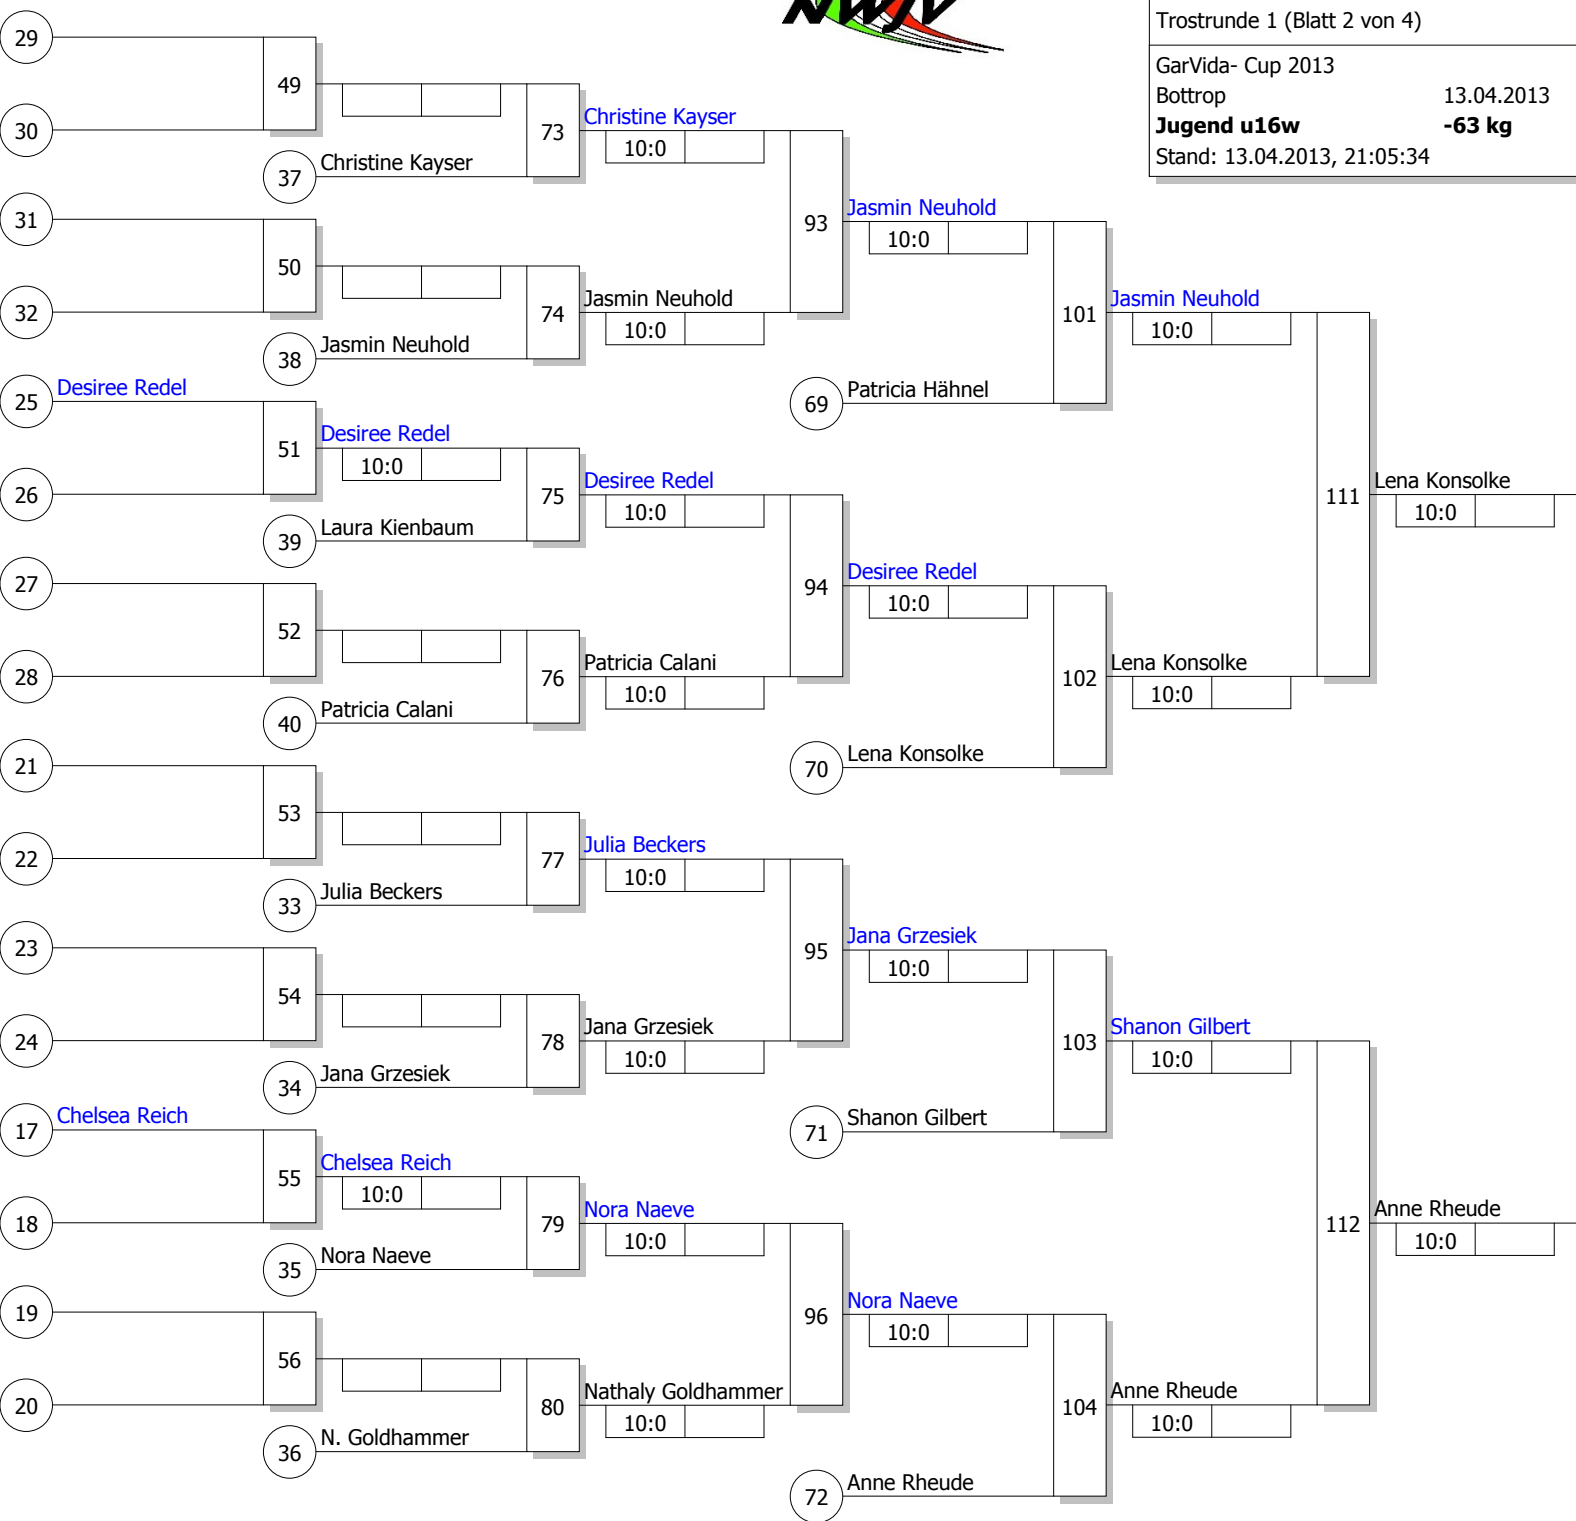 NWJV
Trostrunde 1 (Blatt 2 von 4)
GarVida- Cup 2013
Bottrop 13.04.2013
Jugend u16w -63 kg
Stand: 13.04.2013, 21:05:34
29
49
30
73
Christine Kayser
10:0
37
Christine Kayser
31
93
Jasmin Neuhold
10:0
50
32
74
Jasmin Neuhold
10:0
38
Jasmin Neuhold
101
Jasmin Neuhold
10:0
25
Desiree Redel
69
Patricia Hähnel
51
Desiree Redel
10:0
26
75
Desiree Redel
10:0
39
Laura Kienbaum
111
Lena Konsolke
10:0
27
94
Desiree Redel
10:0
52
28
76
Patricia Calani
10:0
40
Patricia Calani
102
Lena Konsolke
10:0
21
70
Lena Konsolke
53
22
77
Julia Beckers
10:0
33
Julia Beckers
23
95
Jana Grzesiek
10:0
54
24
78
Jana Grzesiek
10:0
34
Jana Grzesiek
103
Shanon Gilbert
10:0
17
Chelsea Reich
71
Shanon Gilbert
55
Chelsea Reich
10:0
18
79
Nora Naeve
10:0
35
Nora Naeve
112
Anne Rheude
10:0
19
96
Nora Naeve
10:0
56
20
80
Nathaly Goldhammer
10:0
36
N. Goldhammer
104
Anne Rheude
10:0
72
Anne Rheude